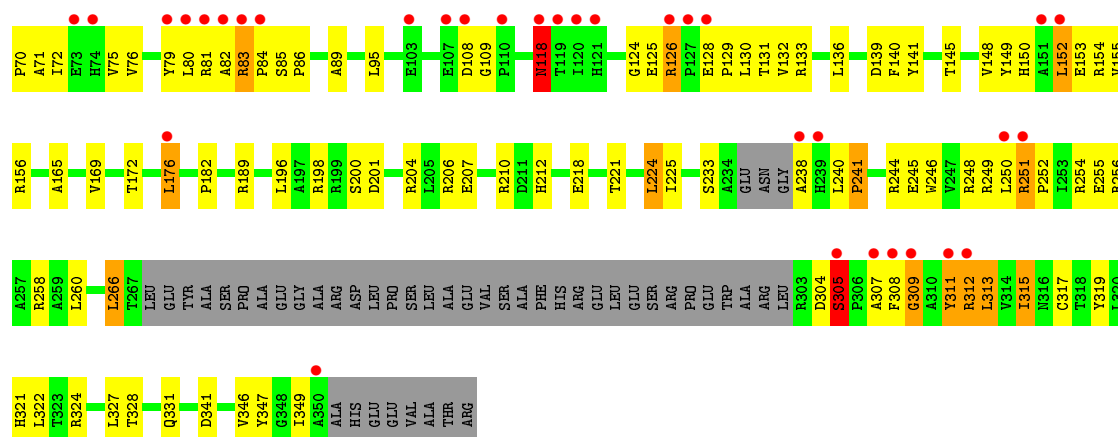 P70 A71 I72 E73 H74 V75 V76 Y79 L80 R81 A82 R83 P84 S85 P86 A89 L95 E103 E107 D108 G109 P110 N118 T119 I120 H121 G124 E125 R126 P127 E128 P129 L130 T131 V132 R133 L136 D139 F140 Y141 T145 V148 Y149 H150 A151 L152 E153 R154 V155
R156 A165 V169 T172 L176 P182 R189 L196 A197 R198 R199 S200 D201 R204 L205 R206 E207 R210 D211 H212 E218 T221 L224 I225 S233 A234 GLU ASN GLY A238 H239 L240 P241 R244 E245 W246 V247 R248 R249 L250 R251 P252 I253 R254 E255
A257 R258 A259 L260 L266 T267 LEU GLU TYR ALA SER PRO ALA GLU GLY ALA ARG ASP LEU PRO SER LEU ALA GLU VAL SER ALA PHE HIS ARG GLU LEU GLU SER ARG PRO GLU TRP ALA ARG LEU R303 D304 S305 P306 A307 F308 G309 A310 Y311 R312 L313 V314 I315 N316 T318 Y319 L320
H321 L322 T323 R324 L327 T328 Q331 D341 V346 Y347 G348 I349 A350 ALA HIS GLU GLU VAL ALA THR ARG